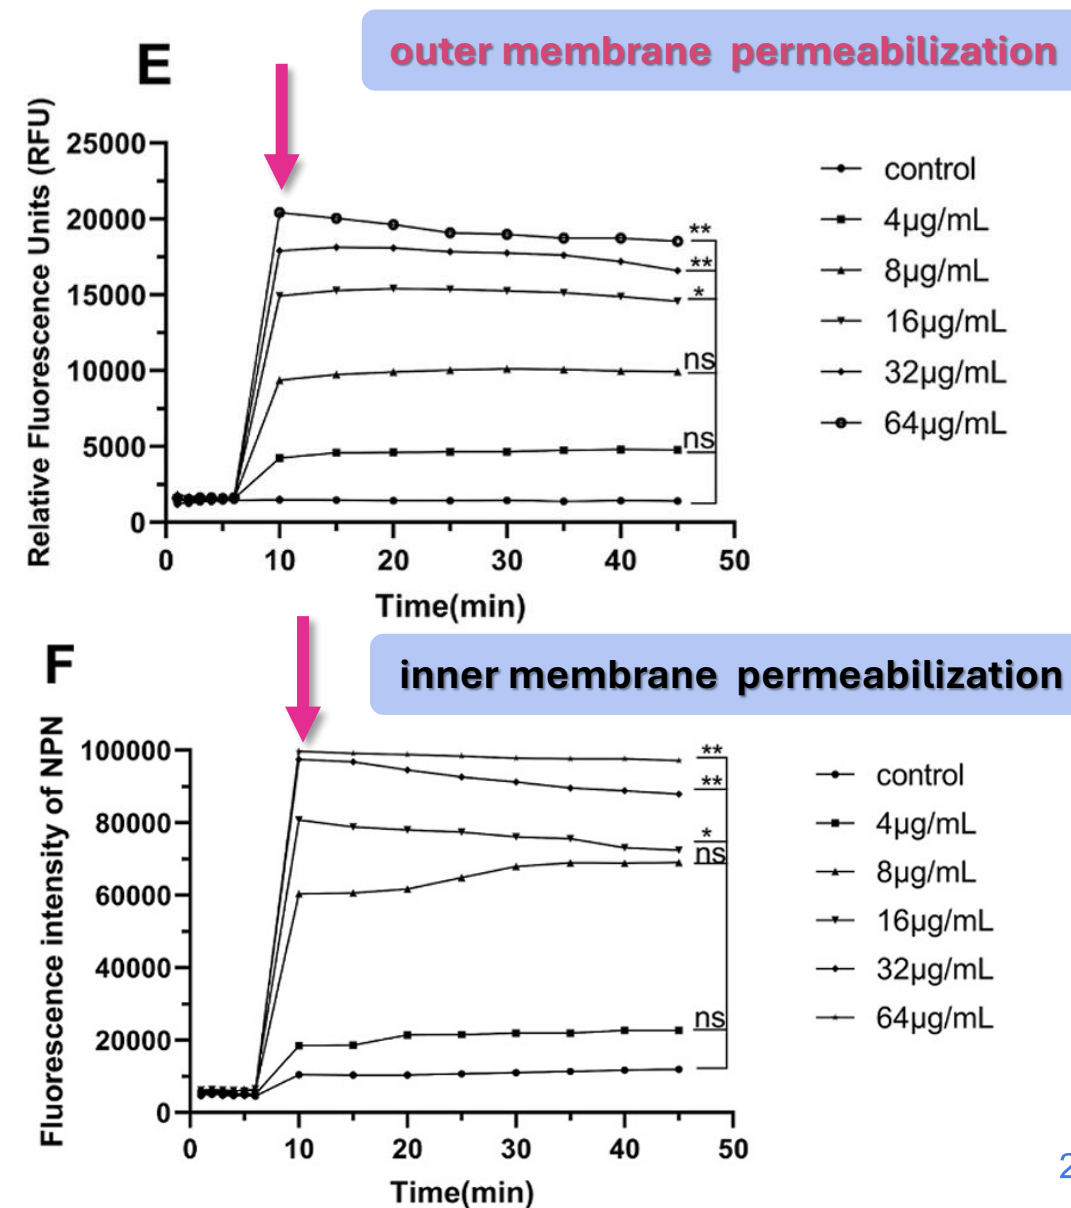 outer membrane permeabilization
E
Relative Fluorescence Units (RFU)
25000
20000
15000
10000
5000
0
0 10 20 30 40 50
Time(min)
**
**
*
ns
ns
control
4µg/mL
8µg/mL
16µg/mL
32µg/mL
64µg/mL
inner membrane permeabilization
F
Fluorescence intensity of NPN
100000
80000
60000
40000
20000
0
0 10 20 30 40 50
Time(min)
**
**
*
ns
ns
control
4µg/mL
8µg/mL
16µg/mL
32µg/mL
64µg/mL
2